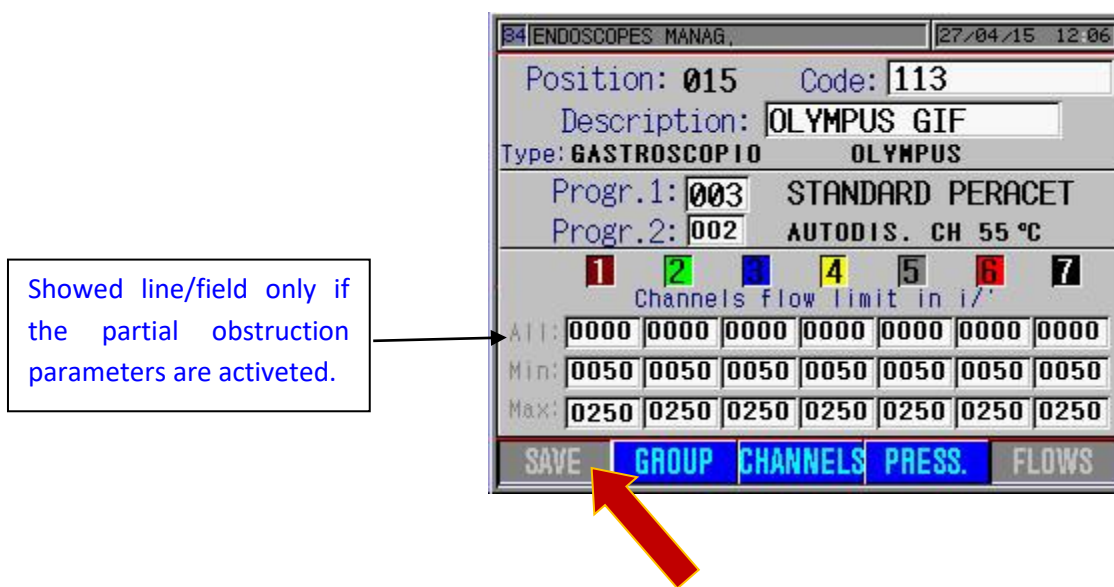 34 ENDOSCOPES MANAG. 27/04/15 12:06
Position: 015 Code: 113
Description: OLYMPUS GIF
Type: GASTROSCOPIO OLYMPUS
Progr.1: 003 STANDARD PERACET
Progr.2: 002 AUTODIS. CH 55 °C
1 2 3 4 5 6 7
Channels flow limit in i/'
All: 0000 0000 0000 0000 0000 0000 0000
Min: 0050 0050 0050 0050 0050 0050 0050
Max: 0250 0250 0250 0250 0250 0250 0250
SAVE GROUP CHANNELS PRESS. FLOWS
Showed line/field only if
the partial obstruction
parameters are activeted.